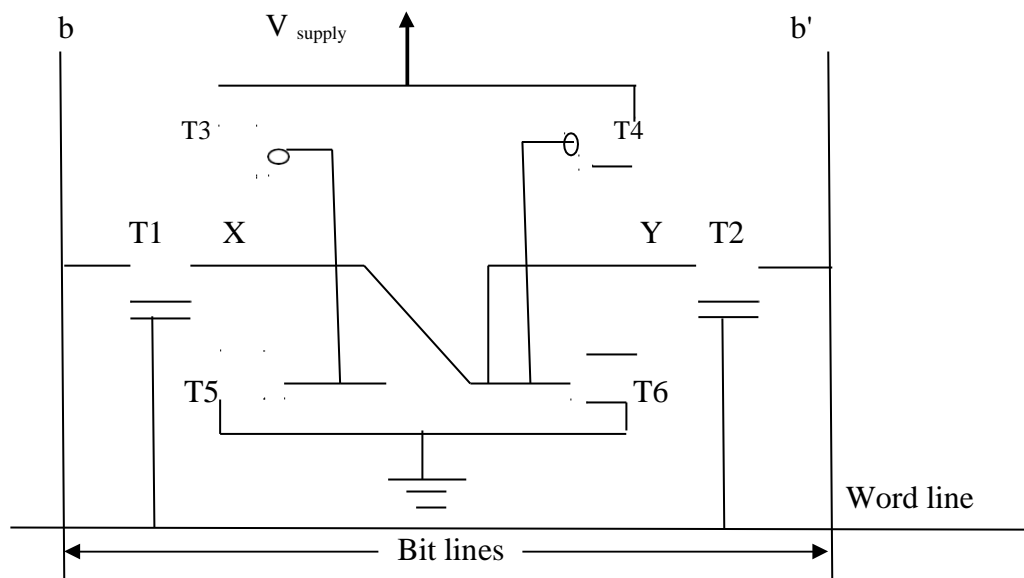 b V supply b'
T3 T4
T1 X Y T2
T5 T6
Word line
Bit lines